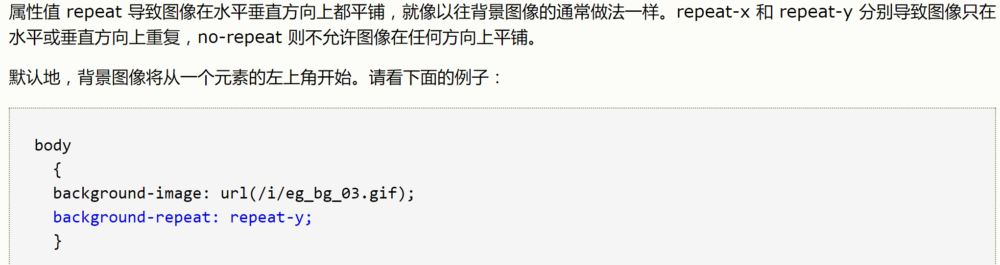 属性值 repeat 导致图像在水平垂直方向上都平铺，就像以往背景图像的通常做法一样。repeat-x 和 repeat-y 分别导致图像只在
水平或垂直方向上重复，no-repeat 则不允许图像在任何方向上平铺。
默认地，背景图像将从一个元素的左上角开始。请看下面的例子：
body
{
background-image: url(/i/eg_bg_03.gif);
background-repeat: repeat-y;
}